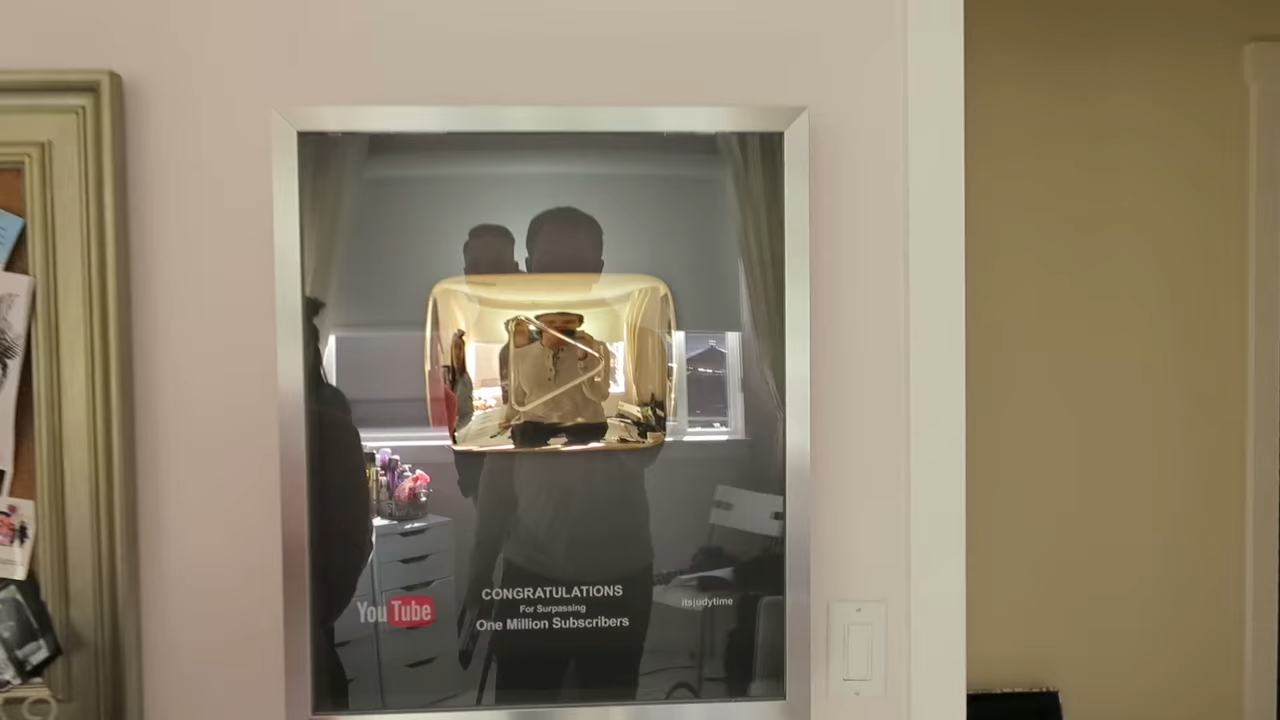 YouTube
CONGRATULATIONS
For Surpassing
One Million Subscribers
itsjudytime